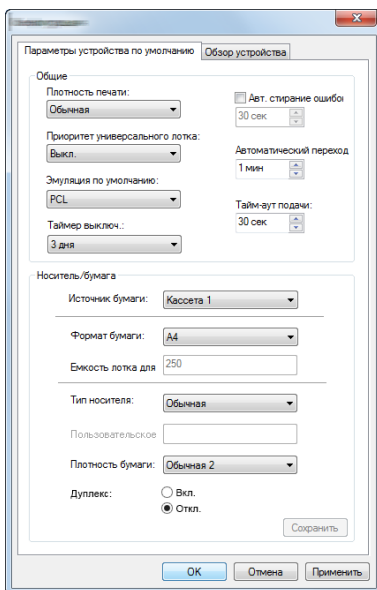 Параметры устройства по умолчанию
Обзор устройства
Общие
Плотность печати:
Обычная
Приоритет универсального лотка:
Выкл.
Эмуляция по умолчанию:
PCL
Таймер выключ.:
3 дня
Авт. стирание ошибо
30 сек
Автоматический переход
1 мин
Тайм-аут подачи:
30 сек
Носитель/бумага
Источник бумаги: Кассета 1
Формат бумаги: A4
Емкость лотка для 250
Тип носителя: Обычная
Пользовательское
Плотность бумаги: Обычная 2
Дуплекс: Вкл.
Откл.
Сохранить
OK Отмена Применить